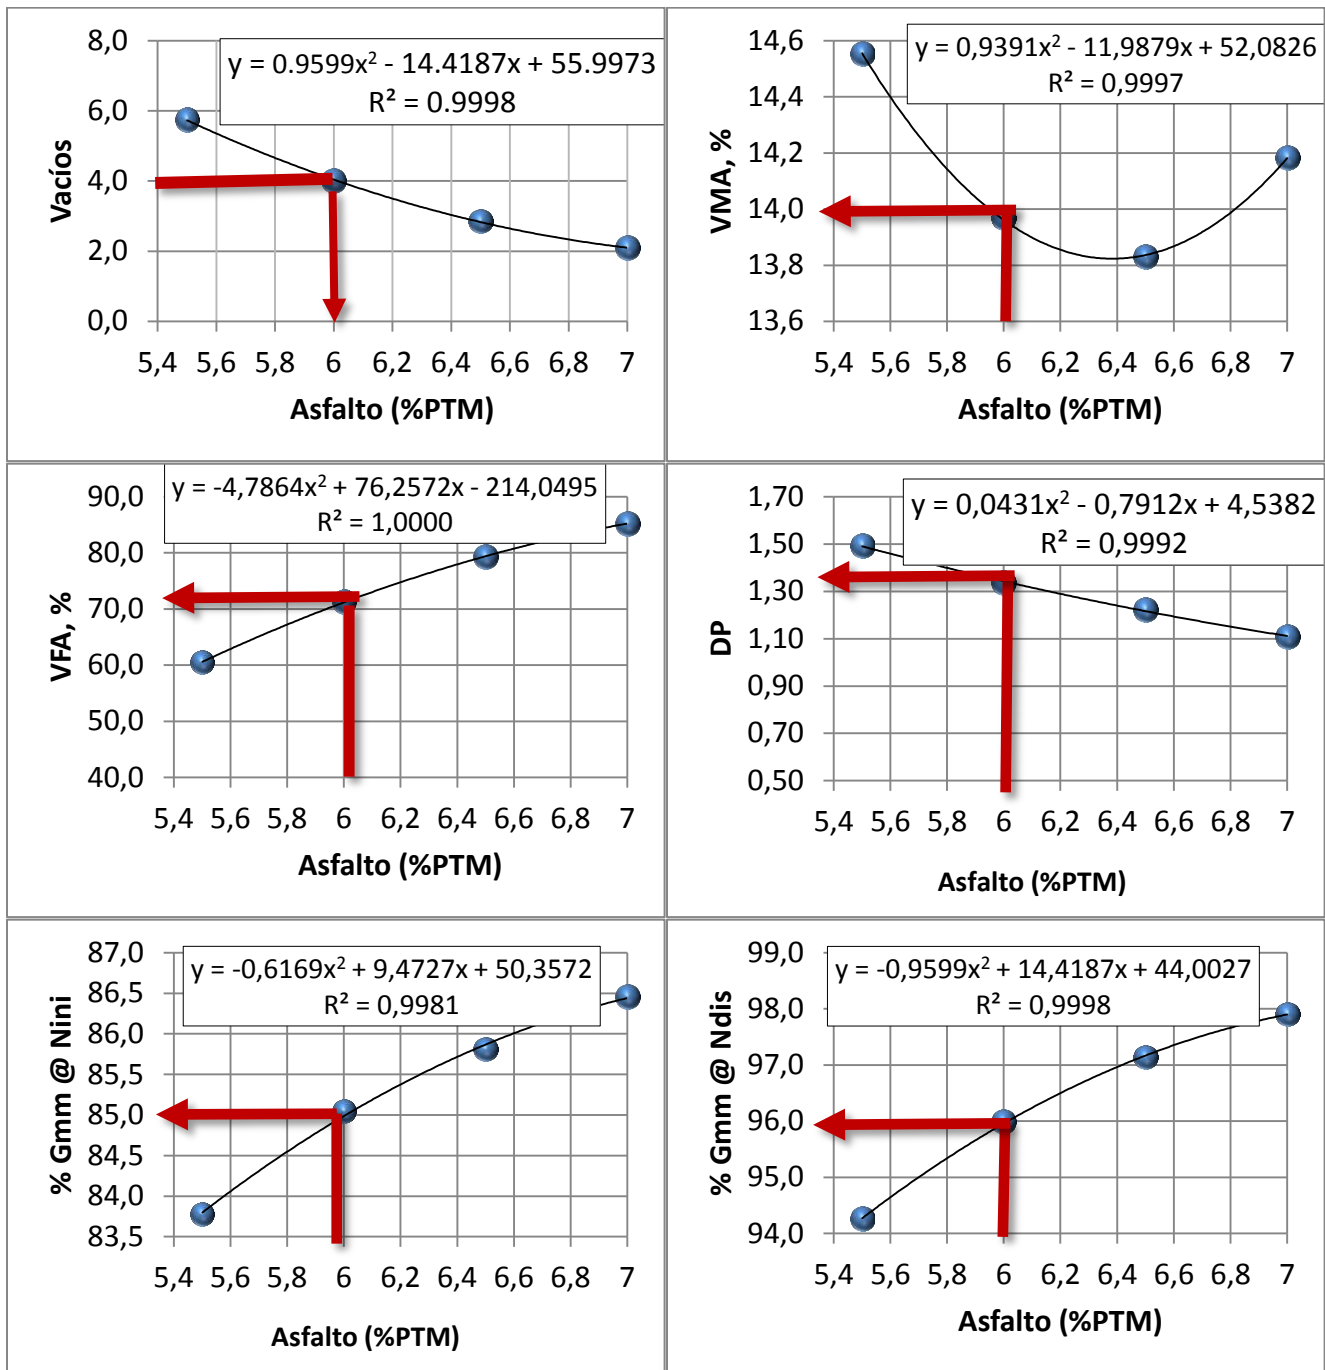 8,0
6,0
4,0
2,0
0,0
Vacíos
y = 0.9599x² - 14.4187x + 55.9973
R² = 0.9998
5,4 5,6 5,8 6 6,2 6,4 6,6 6,8 7
Asfalto (%PTM)
14,6
14,4
14,2
14,0
13,8
13,6
VMA, %
y = 0,9391x² - 11,9879x + 52,0826
R² = 0,9997
5,4 5,6 5,8 6 6,2 6,4 6,6 6,8 7
Asfalto (%PTM)
90,0
80,0
70,0
60,0
50,0
40,0
VFA, %
y = -4,7864x² + 76,2572x - 214,0495
R² = 1,0000
5,4 5,6 5,8 6 6,2 6,4 6,6 6,8 7
Asfalto (%PTM)
1,70
1,50
1,30
1,10
0,90
0,70
0,50
DP
y = 0,0431x² - 0,7912x + 4,5382
R² = 0,9992
5,4 5,6 5,8 6 6,2 6,4 6,6 6,8 7
Asfalto (%PTM)
87,0
86,5
86,0
85,5
85,0
84,5
84,0
83,5
% Gmm @ Nini
y = -0,6169x² + 9,4727x + 50,3572
R² = 0,9981
5,4 5,6 5,8 6 6,2 6,4 6,6 6,8 7
Asfalto (%PTM)
99,0
98,0
97,0
96,0
95,0
94,0
% Gmm @ Ndis
y = -0,9599x² + 14,4187x + 44,0027
R² = 0,9998
5,4 5,6 5,8 6 6,2 6,4 6,6 6,8 7
Asfalto (%PTM)